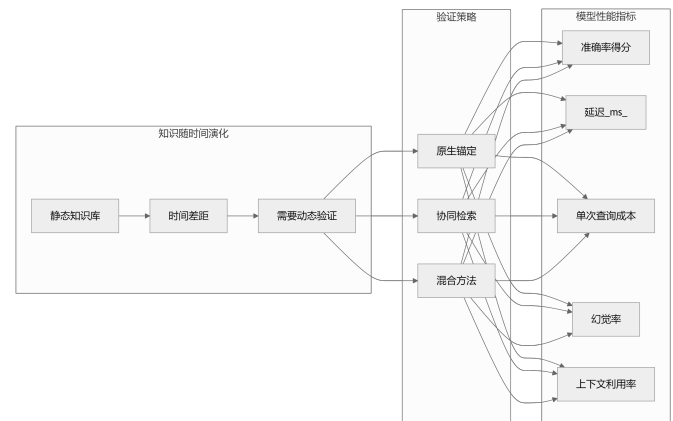 知识随时间演化
静态知识库
时间差距
需要动态验证
验证策略
原生锚定
协同检索
混合方法
模型性能指标
准确率得分
延迟_ms_
单次查询成本
幻觉率
上下文利用率